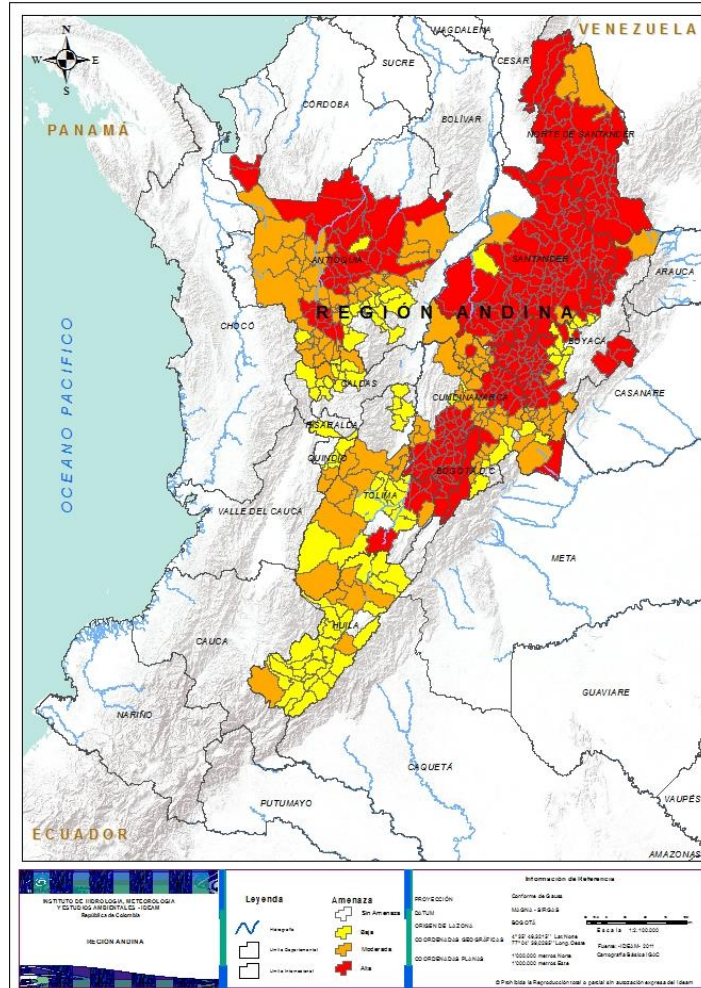 VENEZUELA
N
W E
S
MAGDALENA
CESAR
SUCRE
CÓRDOBA
BOLÍVAR
PANAMÁ
NORTE DE SANTANDER
ANTIOQUIA
SANTANDER
ARAUCA
REGIÓN ANDINA
CHOCÓ
BOYACA
CALDAS
CASANARE
CUNDINAMARCA
RISARALDA
OCEANO PACIFICO
QUINDIO
BOGOTÁ D.C
TOLIMA
VALLE DEL CAUCA
META
HUILA
CAUCA
GUAVIARE
NARIÑO
CAQUETÁ
VAUPÉS
PUTUMAYO
ECUADOR
AMAZONAS
INSTITUTO DE HIDROLOGIA, METEOROLOGIA
Y ESTUDIOS AMBIENTALES - IDEAM
República de Colombia
REGIÓN ANDINA
Leyenda
Límite Departamental
Límite Internacional
Amenaza
Sin Amenaza
Baja
Moderada
Alta
Información de Referencia
PROYECCIÓN
Conforme de Gauss
DATUM
MAGNA - SIRGAS
ORIGEN DE LA ZONA
BOGOTÁ
COORDENADAS GEOGRÁFICAS
COORDENADAS PLANAS
1'000.000 metros Norte
1'000.000 metros Este
Escala 1:2.100.000
Fuente: -IDEAM- 2011
Cartografía Básica IGAC
© Prohibida la Reproducción total o parcial sin autorización expresa del Ideam